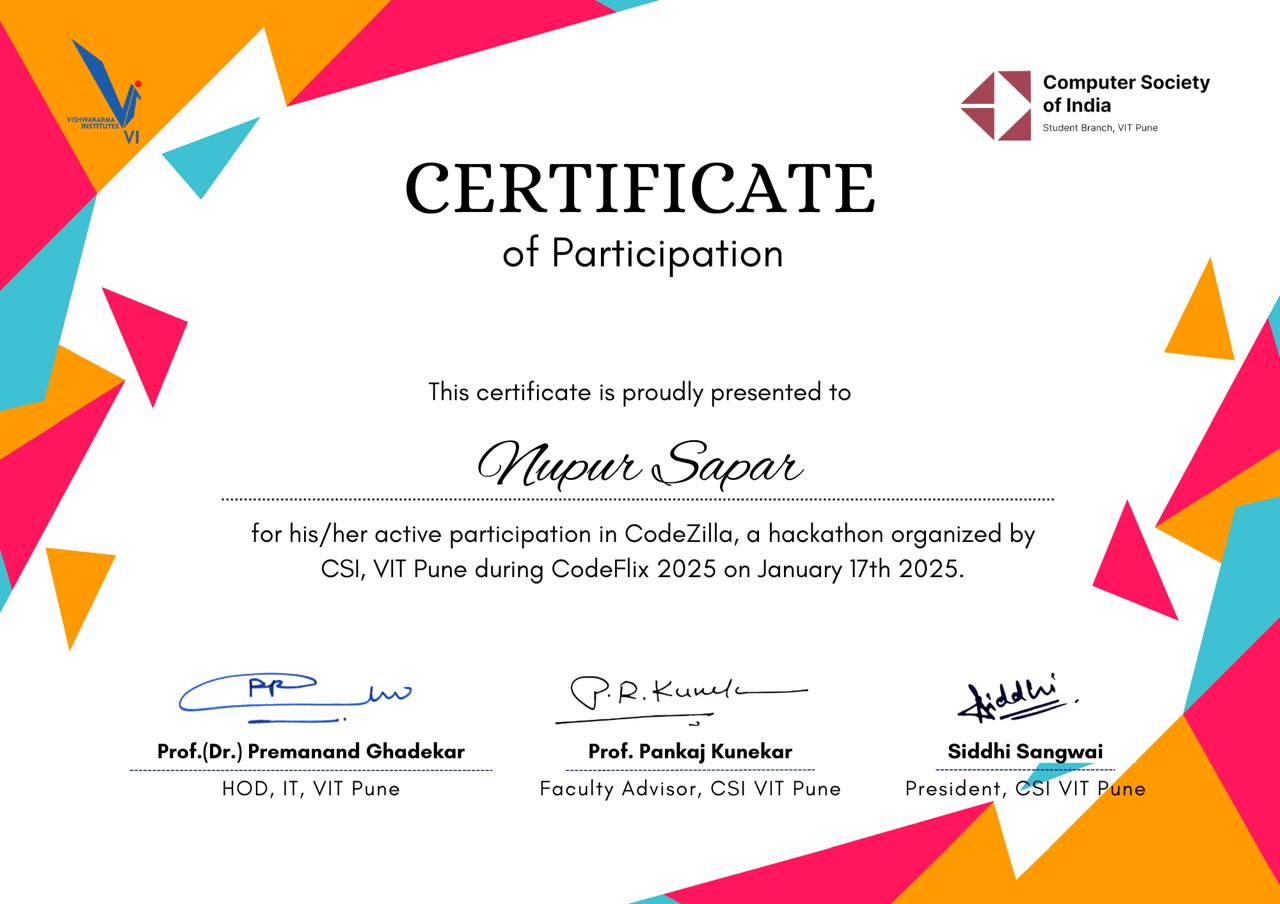 VISHWAKARMA
INSTITUTES
VI
Computer Society
of India
Student Branch, VIT Pune
CERTIFICATE
of Participation
This certificate is proudly presented to
Nupur Sapar
for his/her active participation in CodeZilla, a hackathon organized by
CSI, VIT Pune during CodeFlix 2025 on January 17th 2025.
P.R. Kunek
Siddhi
Prof.(Dr.) Premanand Ghadekar
Prof. Pankaj Kunekar
Siddhi Sangwai
HOD, IT, VIT Pune
Faculty Advisor, CSI VIT Pune
President, CSI VIT Pune